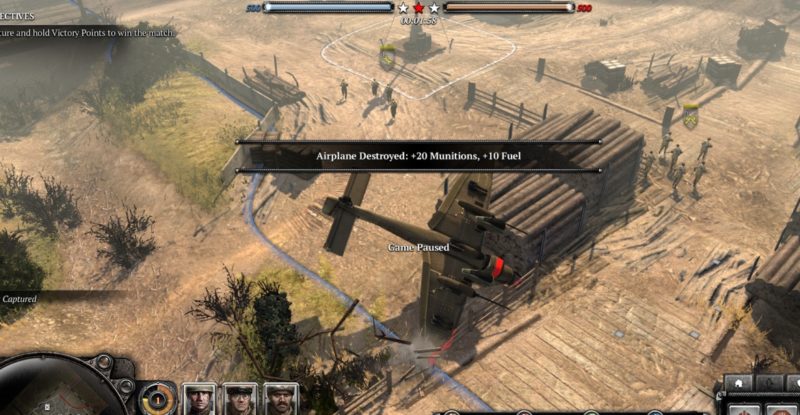 ECTIVES
ture and hold Victory Points to win the match.
500
500
00:01:58
Airplane Destroyed: +20 Munitions, +10 Fuel
Game Paused
Captured